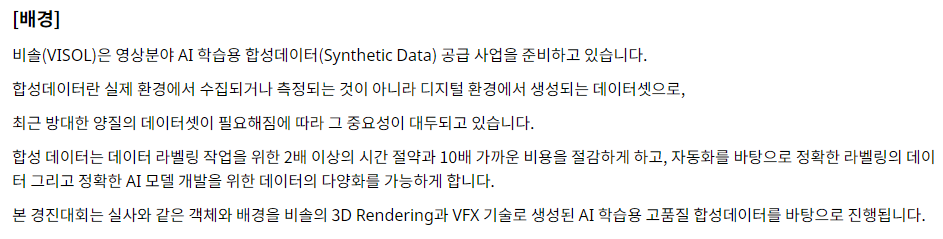 [배경]
비솔(VISOL)은 영상분야 AI 학습용 합성데이터(Synthetic Data) 공급 사업을 준비하고 있습니다.
합성데이터란 실제 환경에서 수집되거나 측정되는 것이 아니라 디지털 환경에서 생성되는 데이터셋으로,
최근 방대한 양질의 데이터셋이 필요해짐에 따라 그 중요성이 대두되고 있습니다.
합성 데이터는 데이터 라벨링 작업을 위한 2배 이상의 시간 절약과 10배 가까운 비용을 절감하게 하고, 자동화를 바탕으로 정확한 라벨링의 데이
터 그리고 정확한 AI 모델 개발을 위한 데이터의 다양화를 가능하게 합니다.
본 경진대회는 실사와 같은 객체와 배경을 비솔의 3D Rendering과 VFX 기술로 생성된 AI 학습용 고품질 합성데이터를 바탕으로 진행됩니다.